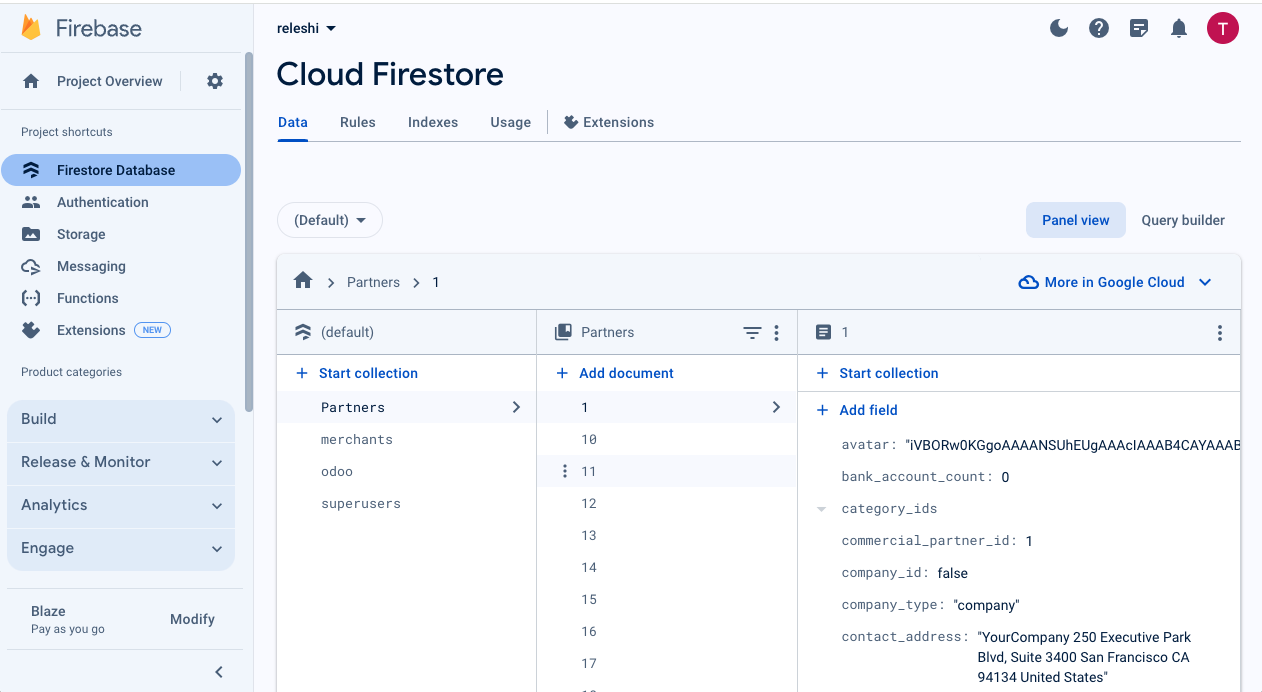 Firebase
releshi
T
Project Overview
Cloud Firestore
Data Rules Indexes Usage Extensions
Project shortcuts
Firestore Database
Authentication
Storage
Messaging
Functions
Extensions NEW
Product categories
Build
Release & Monitor
Analytics
Engage
Blaze
Pay as you go
Modify
(Default)
Panel view Query builder
Partners 1
More in Google Cloud
(default)
Start collection
Partners
merchants
odoo
superusers
Partners
Add document
1
10
11
12
13
14
15
16
17
1
Start collection
Add field
avatar: "iVBORw0KGgoAAAANSUhEUgAAAcIAAAB4CAYAAAB
bank_account_count: 0
category_ids
commercial_partner_id: 1
company_id: false
company_type: "company"
contact_address: "YourCompany 250 Executive Park
Blvd, Suite 3400 San Francisco CA
94134 United States"